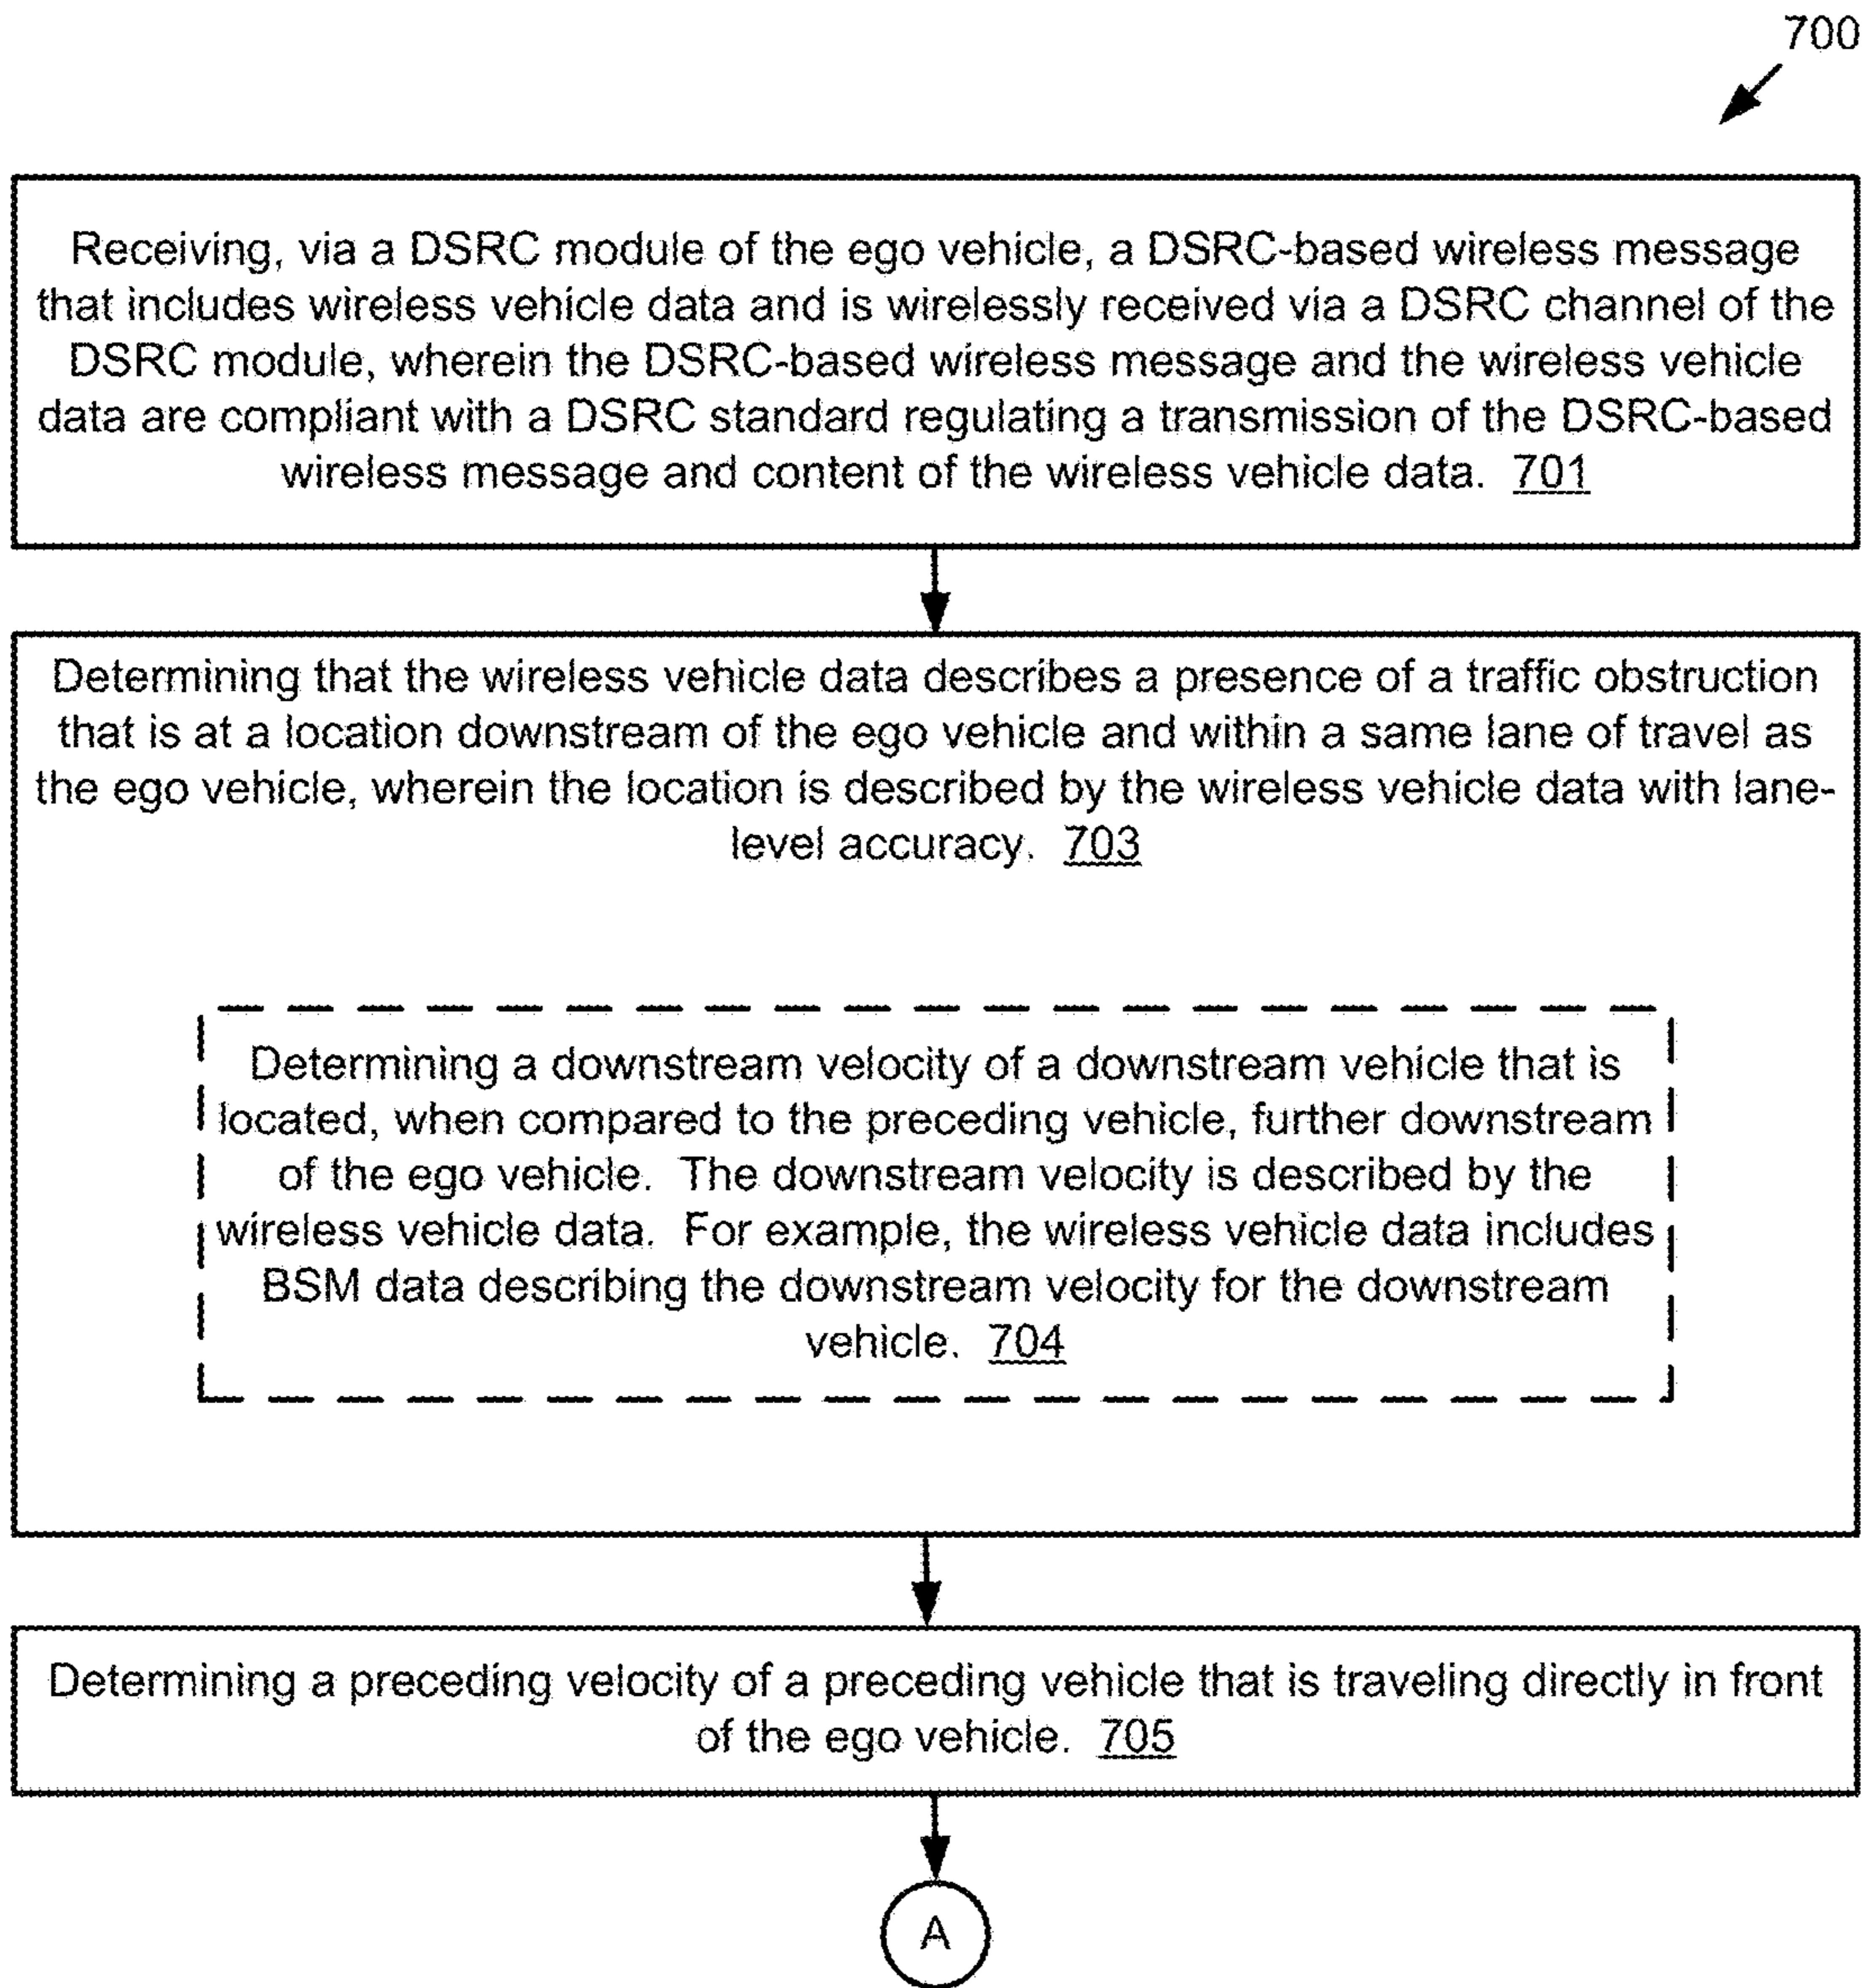 700
Receiving, via a DSRC module of the ego vehicle, a DSRC-based wireless message
that includes wireless vehicle data and is wirelessly received via a DSRC channel of the
DSRC module, wherein the DSRC-based wireless message and the wireless vehicle
data are compliant with a DSRC standard regulating a transmission of the DSRC-based
wireless message and content of the wireless vehicle data. 701
Determining that the wireless vehicle data describes a presence of a traffic obstruction
that is at a location downstream of the ego vehicle and within a same lane of travel as
the ego vehicle, wherein the location is described by the wireless vehicle data with lane-
level accuracy. 703
Determining a downstream velocity of a downstream vehicle that is
located, when compared to the preceding vehicle, further downstream
of the ego vehicle. The downstream velocity is described by the
wireless vehicle data. For example, the wireless vehicle data includes
BSM data describing the downstream velocity for the downstream
vehicle. 704
Determining a preceding velocity of a preceding vehicle that is traveling directly in front
of the ego vehicle. 705
A